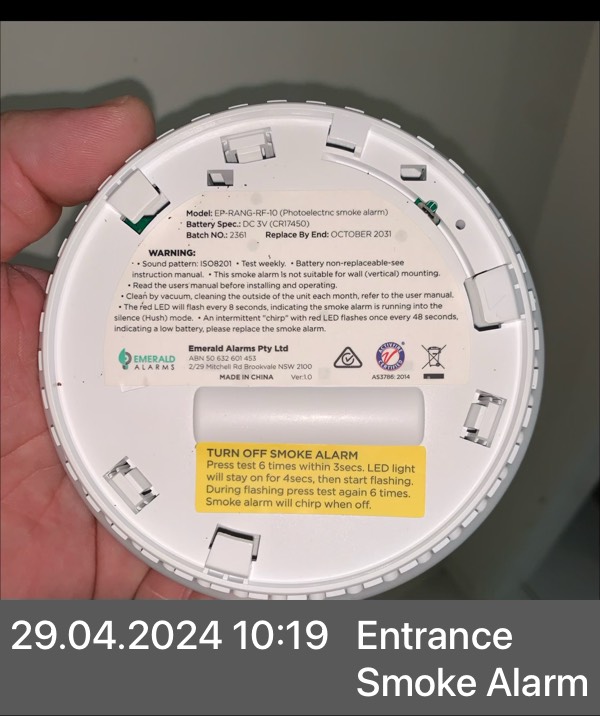 Model: EP-RANG-RF-10 (Photoelectric smoke alarm)
Battery Spec.: DC 3V (CR17450)
Batch NO.: 2361 Replace By End: OCTOBER 2031
WARNING:
• Sound pattern: ISO8201 • Test weekly. • Battery non-replaceable-see
instruction manual. • This smoke alarm is not suitable for wall (vertical) mounting.
• Read the users manual before installing and operating.
• Clean by vacuum, cleaning the outside of the unit each month, refer to the user manual.
• The red LED will flash every 8 seconds, indicating the smoke alarm is running into the
silence (Hush) mode. • An intermittent "chirp" with red LED flashes once every 48 seconds,
indicating a low battery, please replace the smoke alarm.
EMERALD
ALARMS
Emerald Alarms Pty Ltd
ABN 50 632 601 453
2/29 Mitchell Rd Brookvale NSW 2100
MADE IN CHINA Ver:1.0
AS3786: 2014
TURN OFF SMOKE ALARM
Press test 6 times within 3secs. LED light
will stay on for 4secs, then start flashing.
During flashing press test again 6 times.
Smoke alarm will chirp when off.
29.04.2024 10:19 Entrance
Smoke Alarm